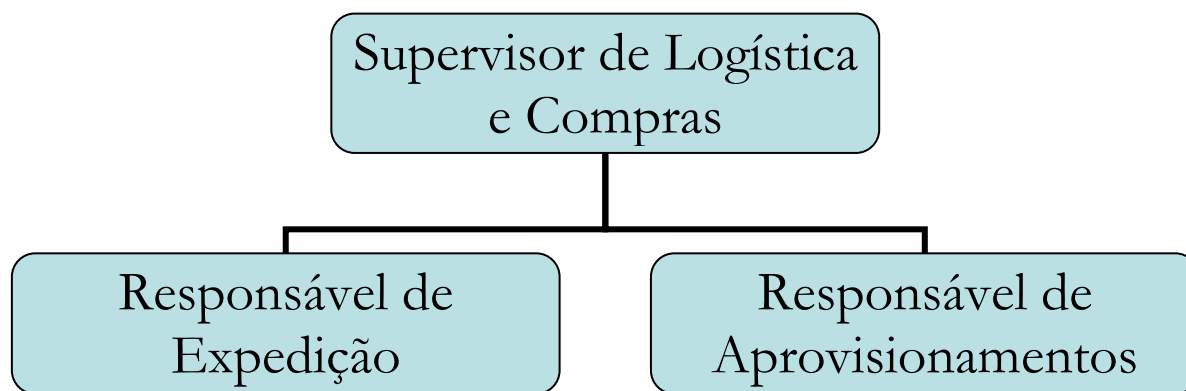 Supervisor de Logística
e Compras
Responsável de
Expedição
Responsável de
Aprovisionamentos